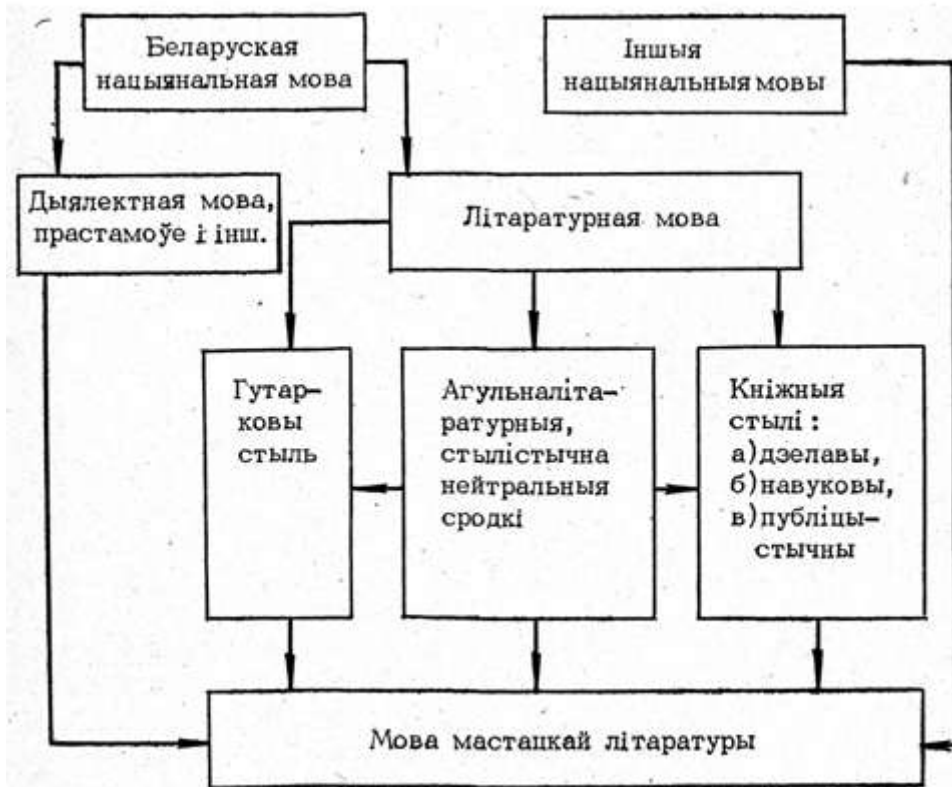 Беларуская
нацыянальная мова
Іншыя
нацыянальныя мовы
Дыялектная мова,
прастамоўе і інш.
Літаратурная мова
Гутар-
ковы
стыль
Агульналіта-
ратурныя,
стылістычна
нейтральныя
сродкі
Кніжныя
стылі:
а)дзелавы,
б)навуковы,
в)публіцы-
стычны
Мова мастацкай літаратуры